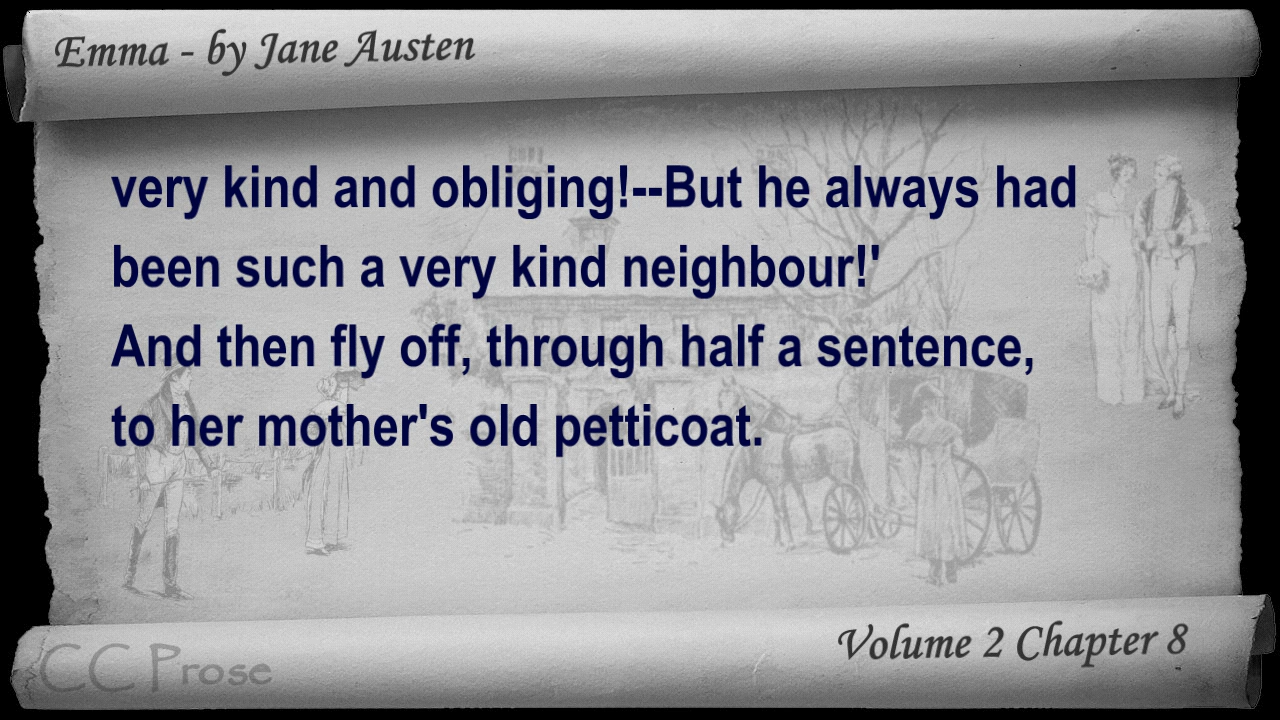 Emma - by Jane Austen
very kind and obliging!--But he always had
been such a very kind neighbour!'
And then fly off, through half a sentence,
to her mother's old petticoat.
Volume 2 Chapter 8
CC Prose